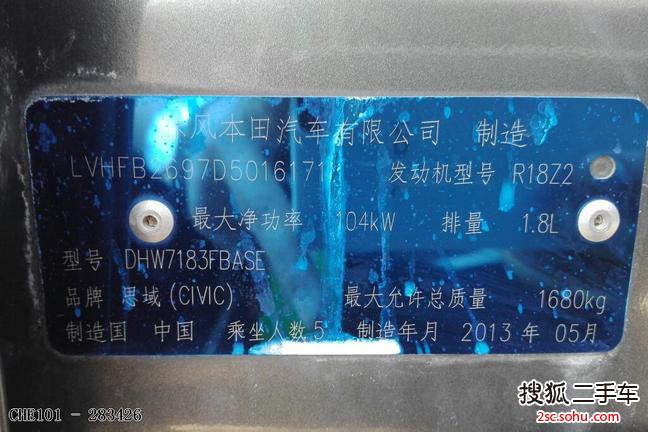 东风本田汽车有限公司 制造
LVHFB2697D5016171 发动机型号 R18Z2
最大净功率 104kW 排量 1.8L
型号 DHW7183FBASE
品牌 思域(CIVIC) 最大允许总质量 1680kg
制造国 中国 乘坐人数 5 制造年月 2013 年 05月
CHE101 - 283426
搜狐二手车
2sc.sohu.com